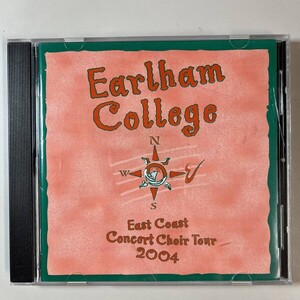 Earlham
College
N
W
S
East Coast
Concert Choir Tour
2004